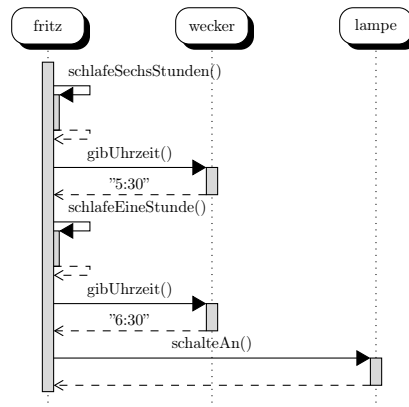 fritz wecker lampe
schlafeSechsStunden()
gibUhrzeit()
"5:30"
schlafeEineStunde()
gibUhrzeit()
"6:30"
schalteAn()